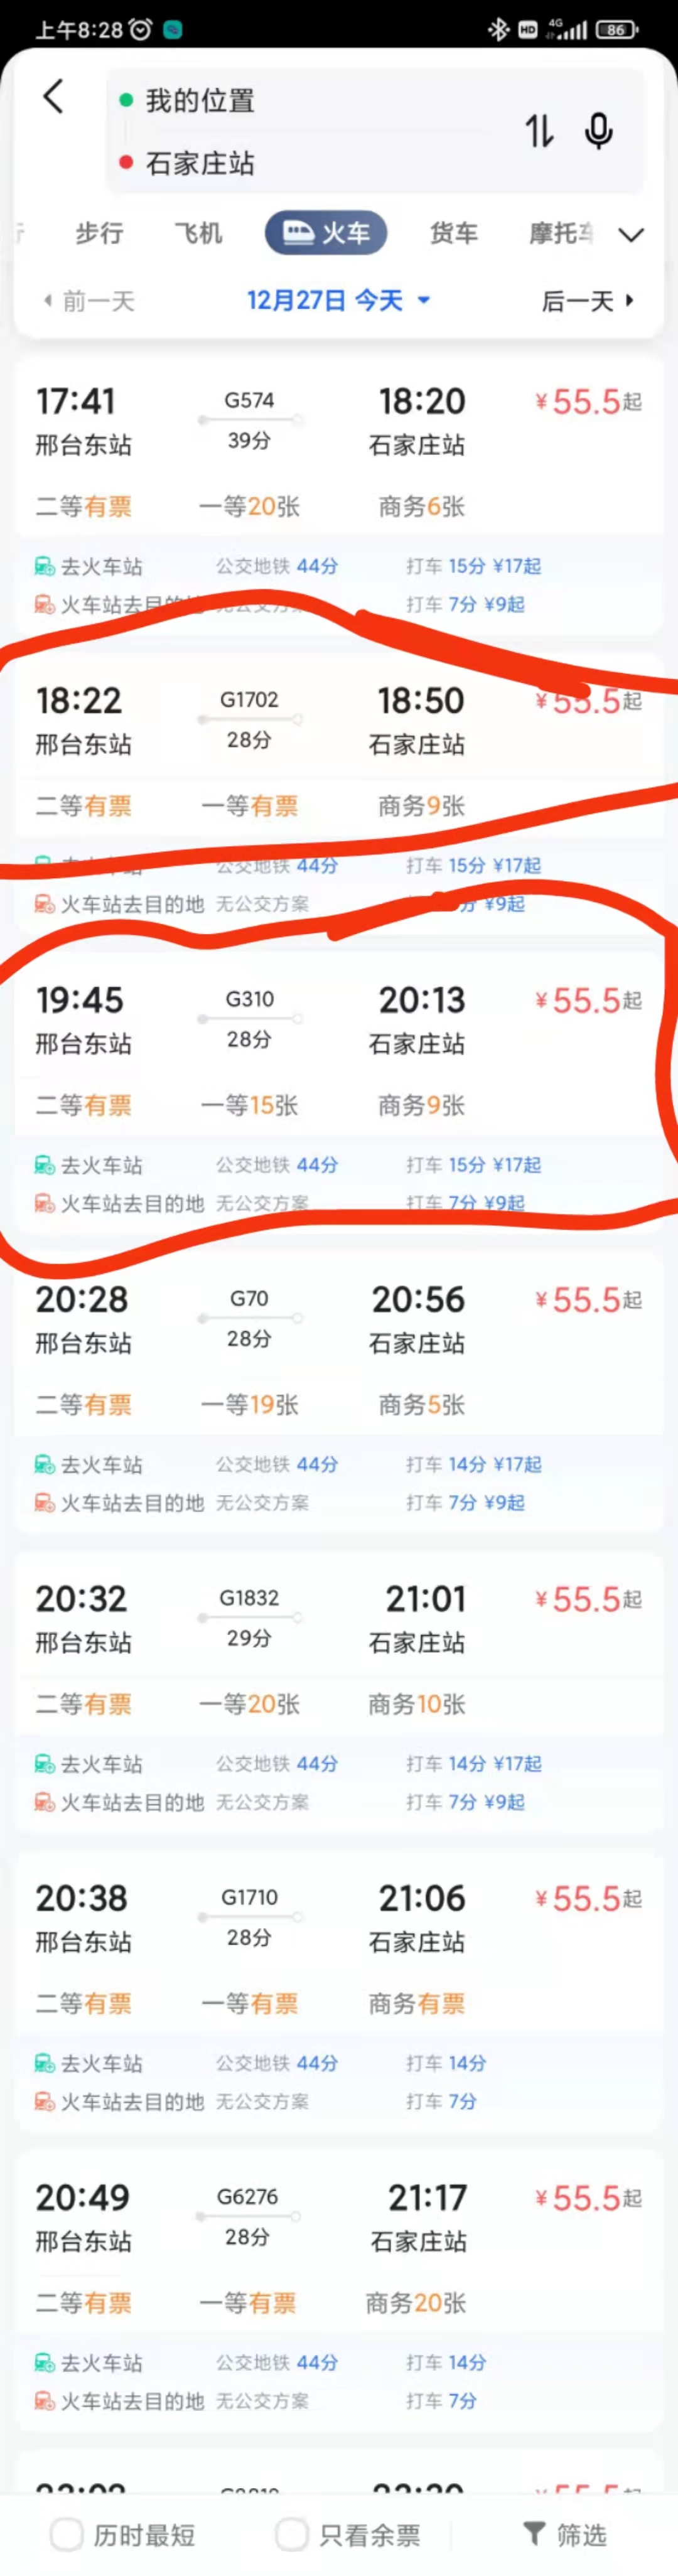 上午8:28
HD 4G 86
我的位置
石家庄站
步行 飞机 火车 货车 摩托车
前一天 12月27日 今天 后一天
17:41 G574 18:20 ¥55.5起
邢台东站 39分 石家庄站
二等有票 一等20张 商务6张
去火车站 公交地铁 44分 打车 15分 ¥17起
火车站去目的地 无公交方案 打车 7分 ¥9起
18:22 G1702 18:50 ¥55.5起
邢台东站 28分 石家庄站
二等有票 一等有票 商务9张
去火车站 公交地铁 44分 打车 15分 ¥17起
火车站去目的地 无公交方案 分 ¥9起
19:45 G310 20:13 ¥55.5起
邢台东站 28分 石家庄站
二等有票 一等15张 商务9张
去火车站 公交地铁 44分 打车 15分 ¥17起
火车站去目的地 无公交方案 打车 7分 ¥9起
20:28 G70 20:56 ¥55.5起
邢台东站 28分 石家庄站
二等有票 一等19张 商务5张
去火车站 公交地铁 44分 打车 14分 ¥17起
火车站去目的地 无公交方案 打车 7分 ¥9起
20:32 G1832 21:01 ¥55.5起
邢台东站 29分 石家庄站
二等有票 一等20张 商务10张
去火车站 公交地铁 44分 打车 14分 ¥17起
火车站去目的地 无公交方案 打车 7分 ¥9起
20:38 G1710 21:06 ¥55.5起
邢台东站 28分 石家庄站
二等有票 一等有票 商务有票
去火车站 公交地铁 44分 打车 14分
火车站去目的地 无公交方案 打车 7分
20:49 G6276 21:17 ¥55.5起
邢台东站 28分 石家庄站
二等有票 一等有票 商务20张
去火车站 公交地铁 44分 打车 14分
火车站去目的地 无公交方案 打车 7分
历时最短 只看余票 筛选